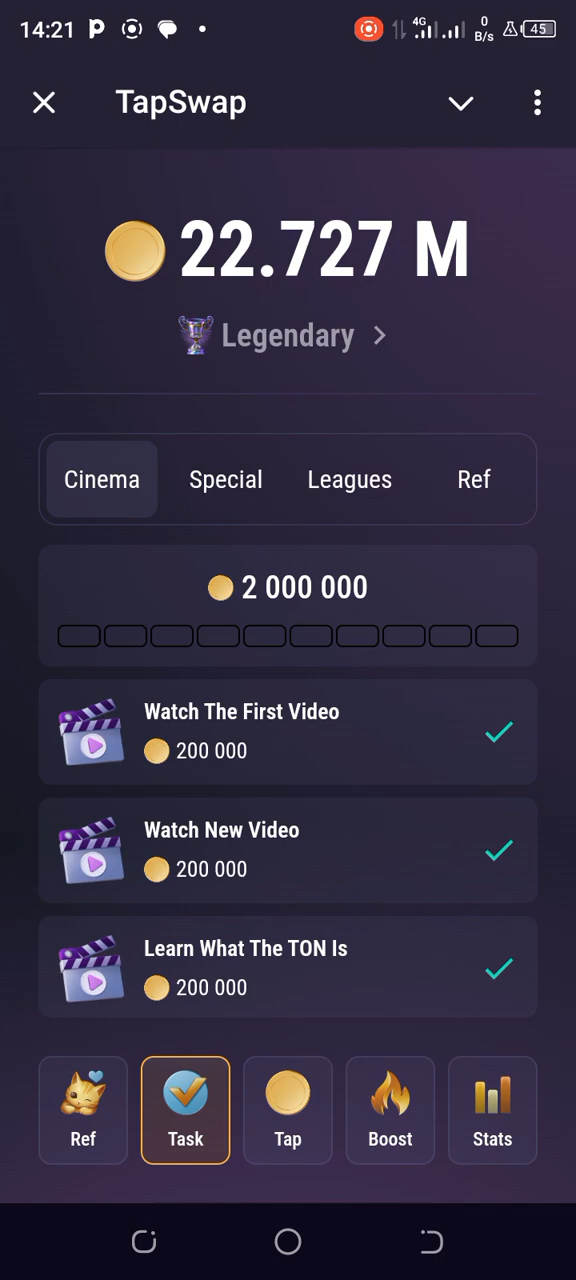 14:21 4G 0 B/s 45
TapSwap
22.727 M
Legendary
Cinema Special Leagues Ref
2 000 000
Watch The First Video
200 000
Watch New Video
200 000
Learn What The TON Is
200 000
Ref Task Tap Boost Stats